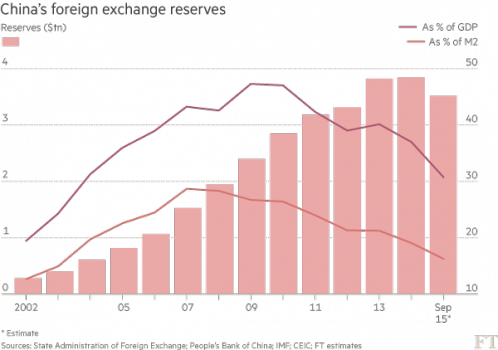 China's foreign exchange reserves
Reserves ($tn)
As % of GDP
As % of M2
4
50
3
40
2
30
1
20
0
10
2002
05
07
09
11
13
Sep
15*
* Estimate
Sources: State Administration of Foreign Exchange; People's Bank of China; IMF; CEIC; FT estimates
FT